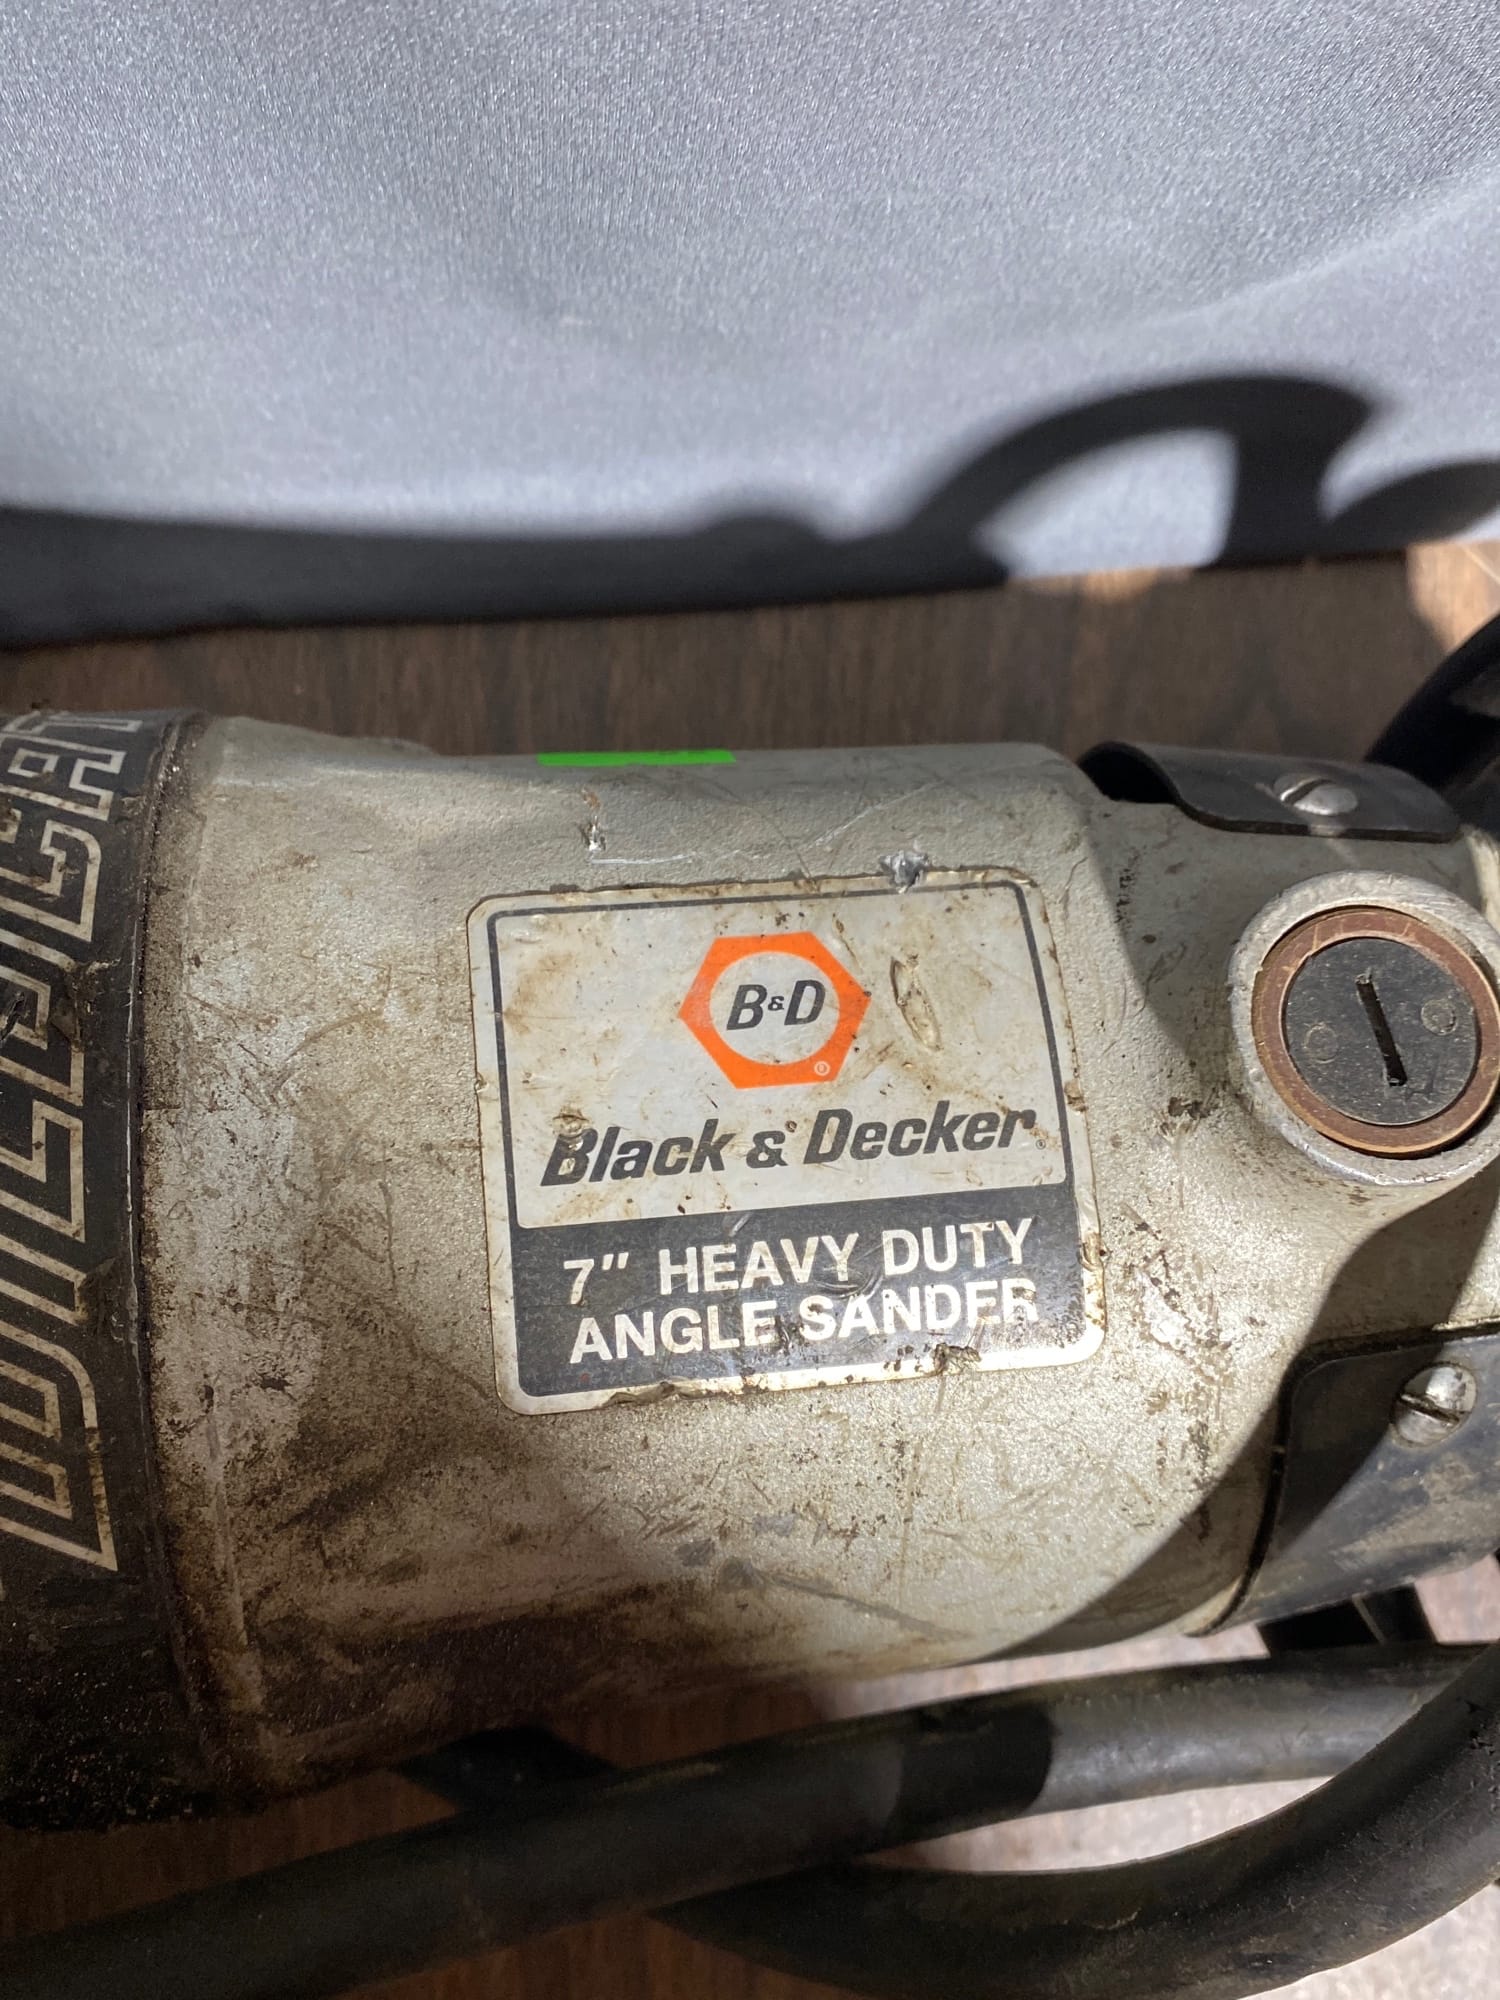 B&D
®
Black & Decker®
7" HEAVY DUTY
ANGLE SANDER